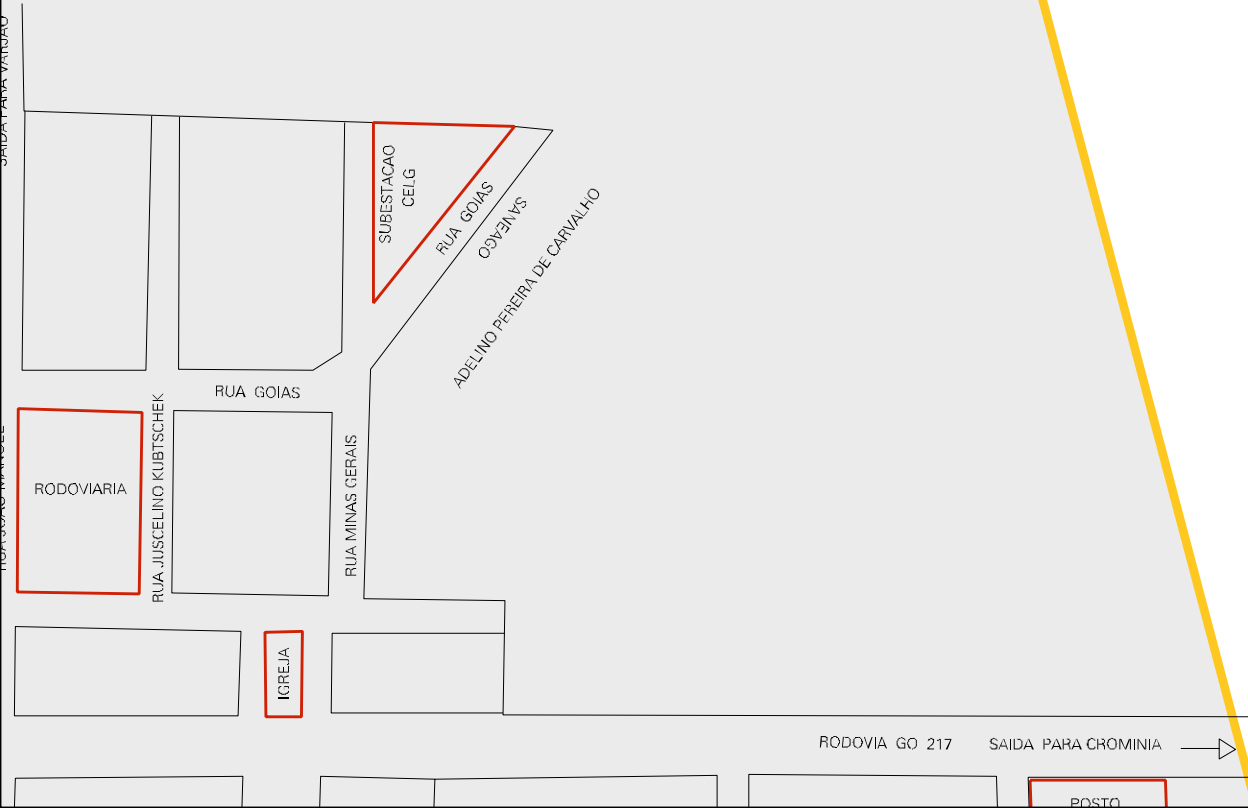 SAIDA PARA VARJAO
SUBESTACAO
CELG
RUA GOIAS
SANEAGO
ADELINO PEREIRA DE CARVALHO
RUA GOIAS
RUA JUSCELINO KUBTSCHEK
RUA MINAS GERAIS
RODOVIARIA
IGREJA
RODOVIA GO 217
SAIDA PARA CROMINIA
POSTO